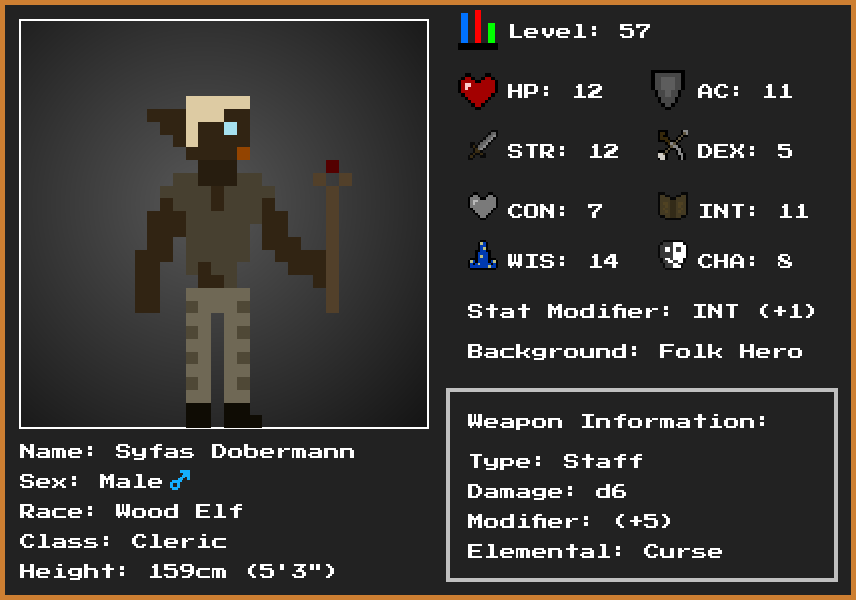 Level: 57
HP: 12 AC: 11
STR: 12 DEX: 5
CON: 7 INT: 11
WIS: 14 CHA: 8
Stat Modifier: INT (+1)
Background: Folk Hero
Weapon Information:
Type: Staff
Damage: d6
Modifier: (+5)
Elemental: Curse
Name: Syfas Dobermann
Sex: Male ♂
Race: Wood Elf
Class: Cleric
Height: 159cm (5'3")